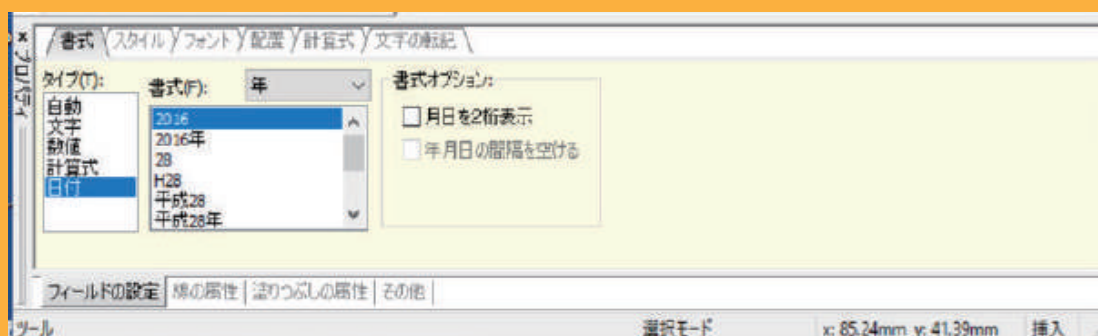 × 書式 スタイル フォント 配置 計算式 文字の転記
プロパティ
タイプ(T):
自動
文字
数値
計算式
日付
書式(F): 年
2016
2016年
28
H28
平成28
平成28年
書式オプション:
月日を2桁表示
年月日の間隔を空ける
フィールドの設定 線の属性 塗りつぶしの属性 その他
ツール 選択モード x: 85.24mm y: 41.39mm 挿入